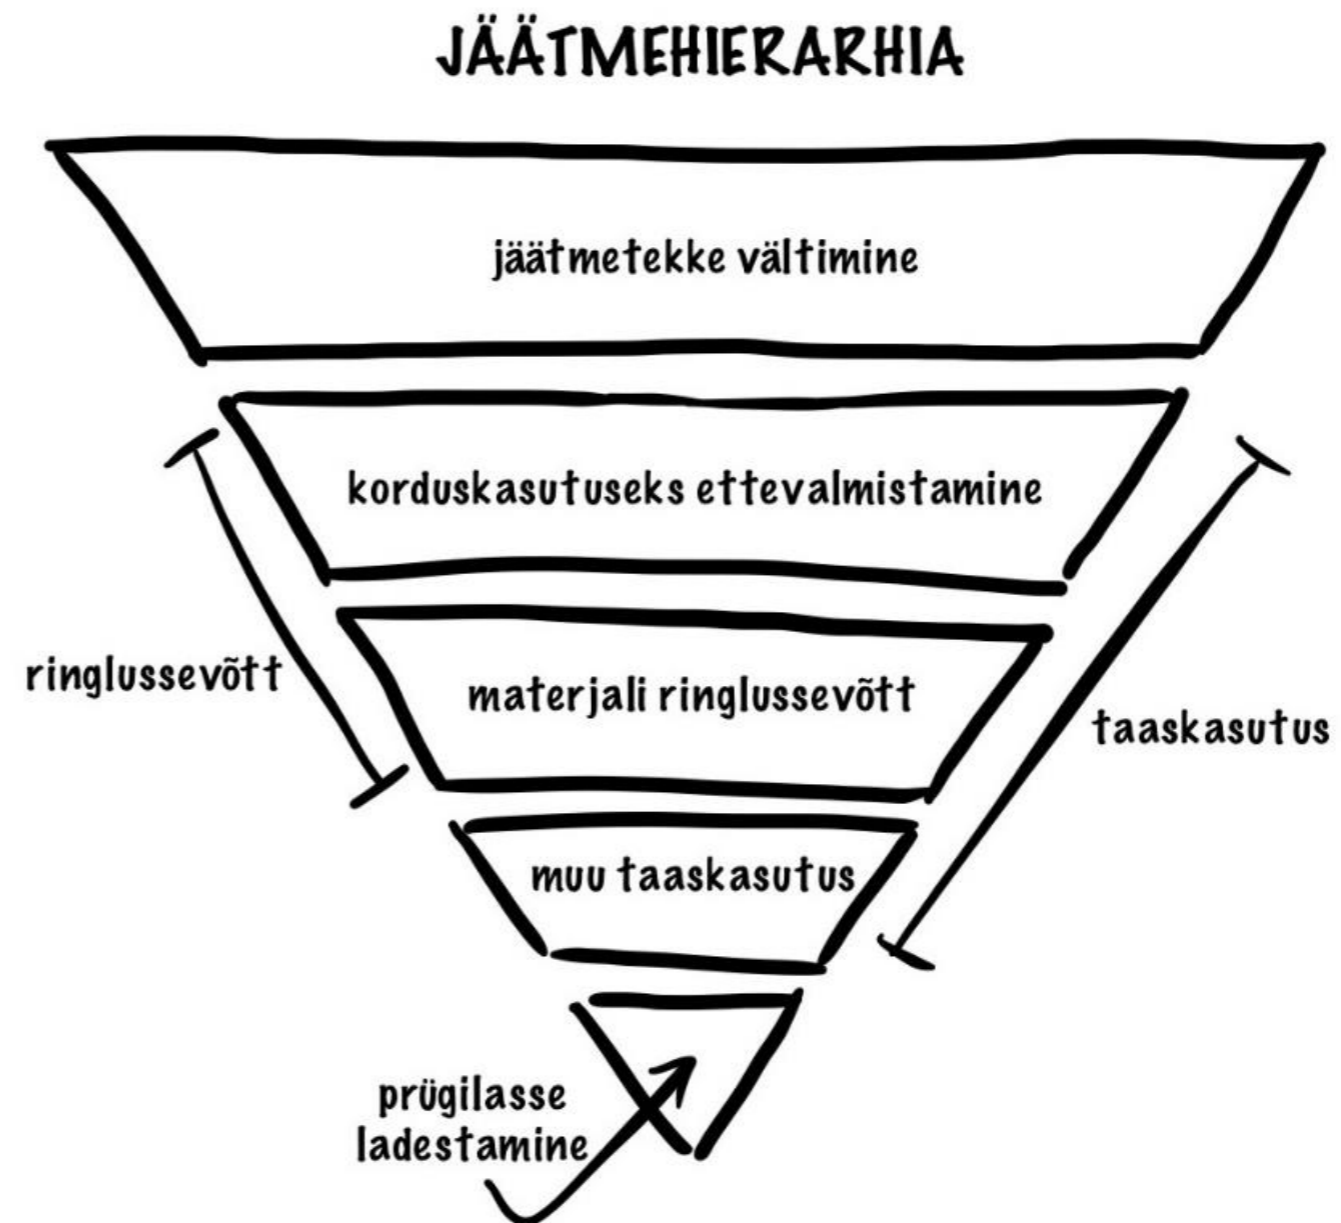 JÄÄTMEHIERARHIA
jäätmetekke vältimine
korduskasutuseks ettevalmistamine
ringlussevõtt
materjali ringlussevõtt
taaskasutus
muu taaskasutus
prügilasse
ladestamine